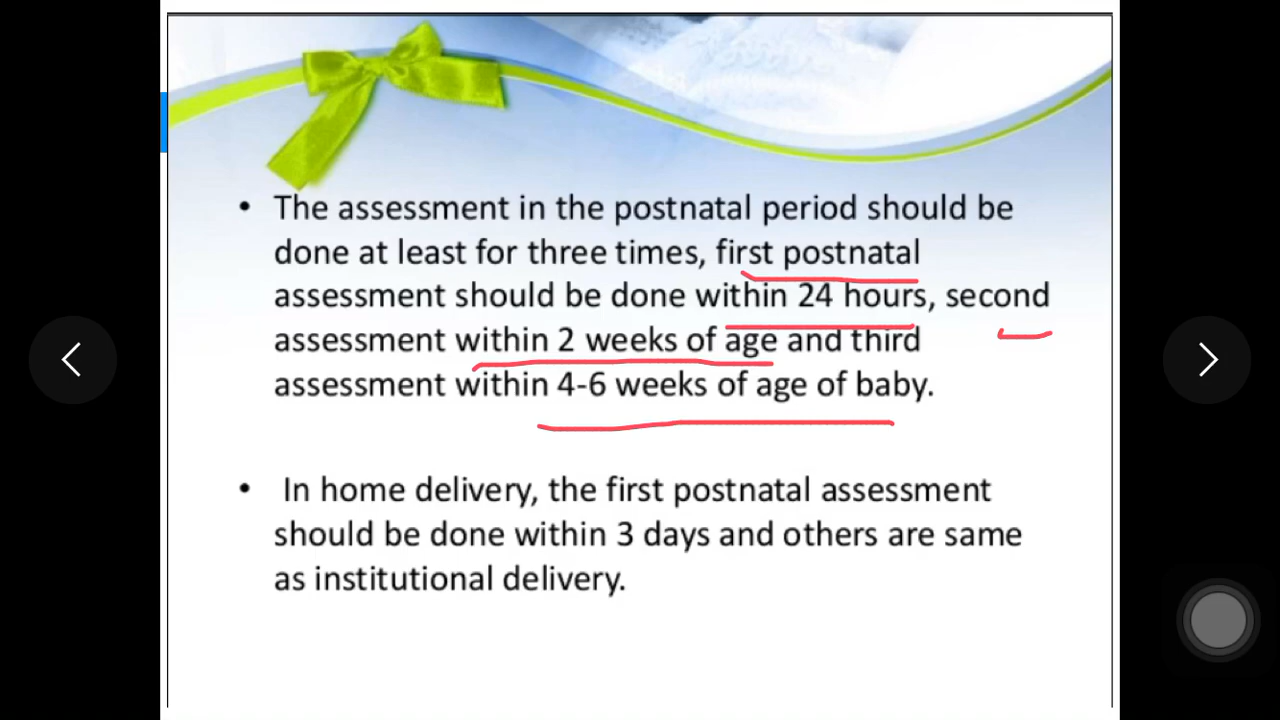 • The assessment in the postnatal period should be
done at least for three times, first postnatal
assessment should be done within 24 hours, second
assessment within 2 weeks of age and third
assessment within 4-6 weeks of age of baby.
• In home delivery, the first postnatal assessment
should be done within 3 days and others are same
as institutional delivery.